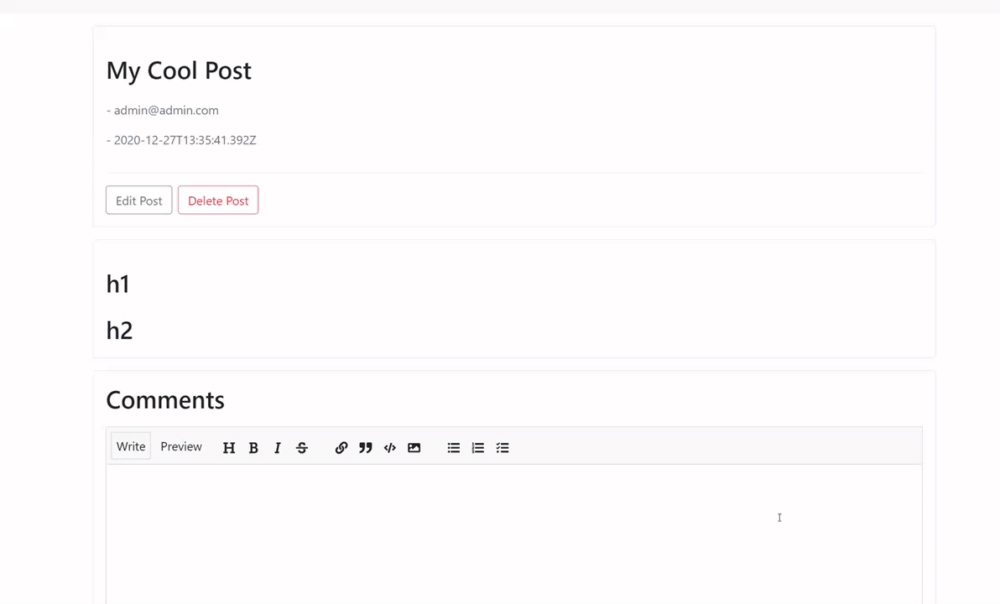 My Cool Post
- admin@admin.com
- 2020-12-27T13:35:41.392Z
Edit Post Delete Post
h1
h2
Comments
Write Preview H B I S